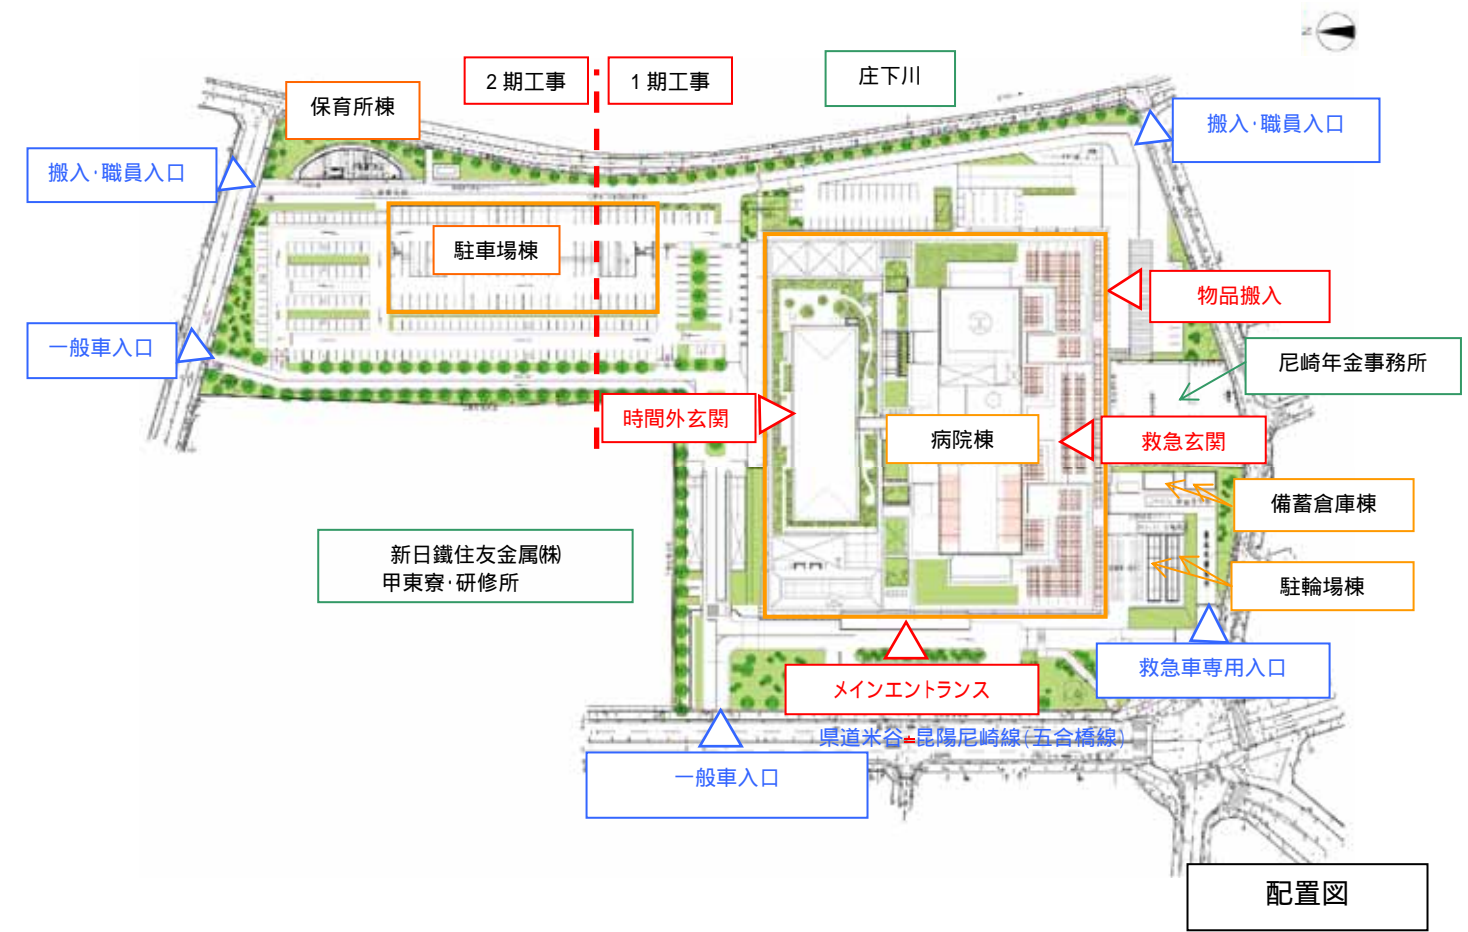 N
2期工事
1期工事
庄下川
保育所棟
搬入･職員入口
搬入･職員入口
駐車場棟
物品搬入
一般車入口
尼崎年金事務所
時間外玄関
病院棟
救急玄関
備蓄倉庫棟
新日鐵住友金属㈱
甲東寮･研修所
駐輪場棟
救急車専用入口
メインエントランス
県道米谷=昆陽尼崎線(五合橋線)
一般車入口
配置図